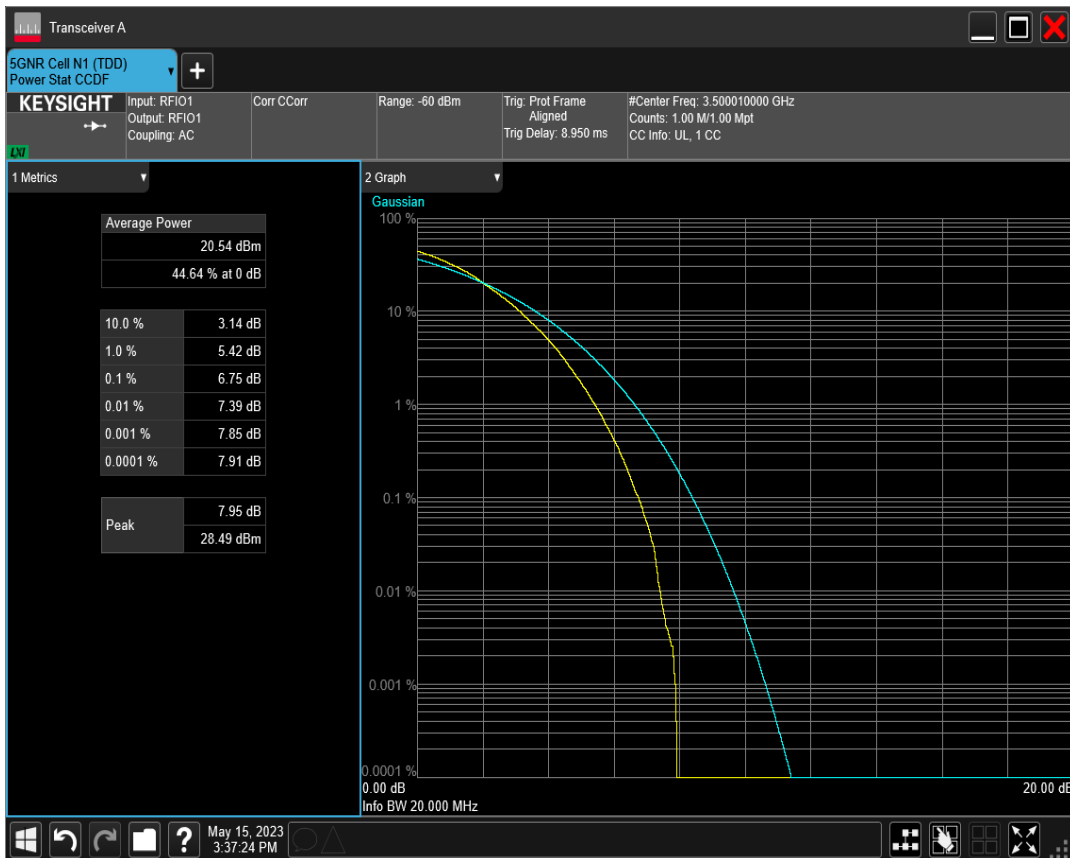 Transceiver A
5GNR Cell N1 (TDD)
Power Stat CCDF
+
KEYSIGHT
LXI
Input: RFIO1
Output: RFIO1
Coupling: AC
Corr CCorr
Range: -60 dBm
Trig: Prot Frame
Aligned
Trig Delay: 8.950 ms
#Center Freq: 3.500010000 GHz
Counts: 1.00 M/1.00 Mpt
CC Info: UL, 1 CC
1 Metrics
Average Power
20.54 dBm
44.64 % at 0 dB
10.0 % 3.14 dB
1.0 % 5.42 dB
0.1 % 6.75 dB
0.01 % 7.39 dB
0.001 % 7.85 dB
0.0001 % 7.91 dB
Peak 7.95 dB
28.49 dBm
2 Graph
Gaussian
100 %
10 %
1 %
0.1 %
0.01 %
0.001 %
0.0001 %
0.00 dB 20.00 dB
Info BW 20.000 MHz
?
May 15, 2023
3:37:24 PM